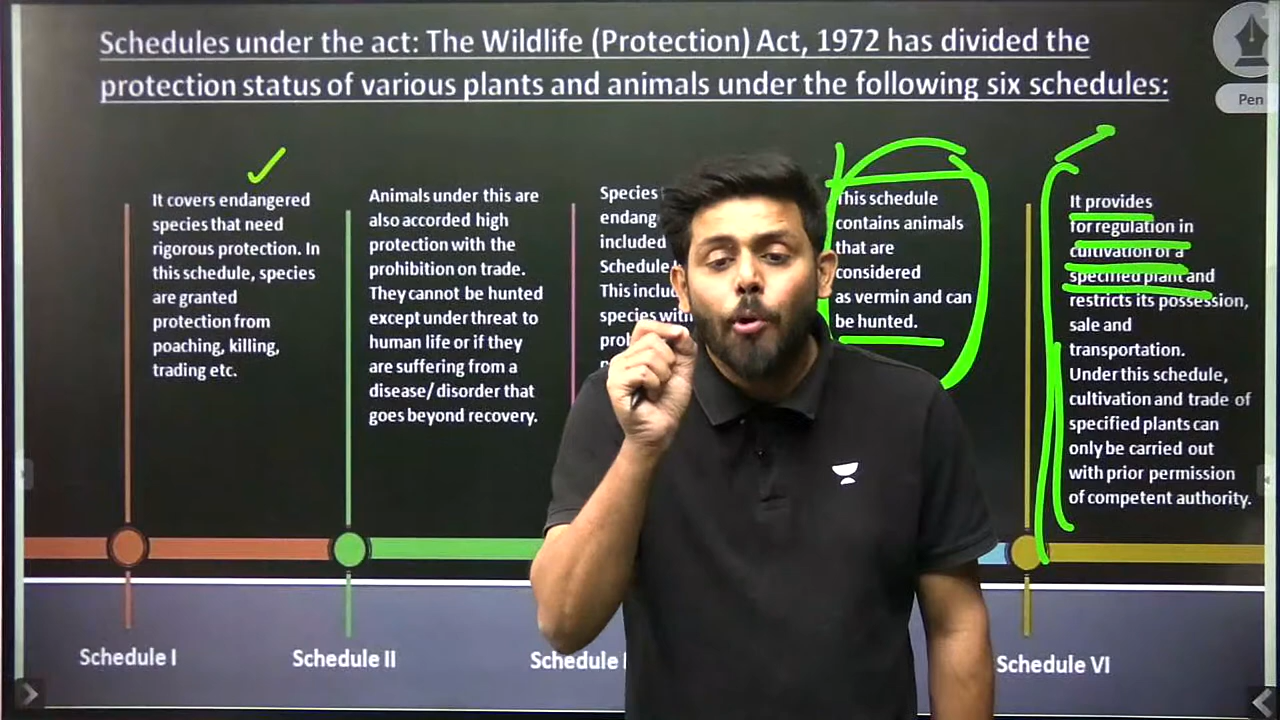 Schedules under the act: The Wildlife (Protection) Act, 1972 has divided the
protection status of various plants and animals under the following six schedules:
Pen
It covers endangered
species that need
rigorous protection. In
this schedule, species
are granted
protection from
poaching, killing,
trading etc.
Animals under this are
also accorded high
protection with the
prohibition on trade.
They cannot be hunted
except under threat to
human life or if they
are suffering from a
disease/ disorder that
goes beyond recovery.
Species
endang
included
Schedule
This includ
species with
This schedule
contains animals
that are
considered
as vermin and can
be hunted.
It provides
for regulation in
cultivation of a
specified plant and
restricts its possession,
sale and
transportation.
Under this schedule,
cultivation and trade of
specified plants can
only be carried out
with prior permission
of competent authority.
Schedule I
Schedule II
Schedule
Schedule VI